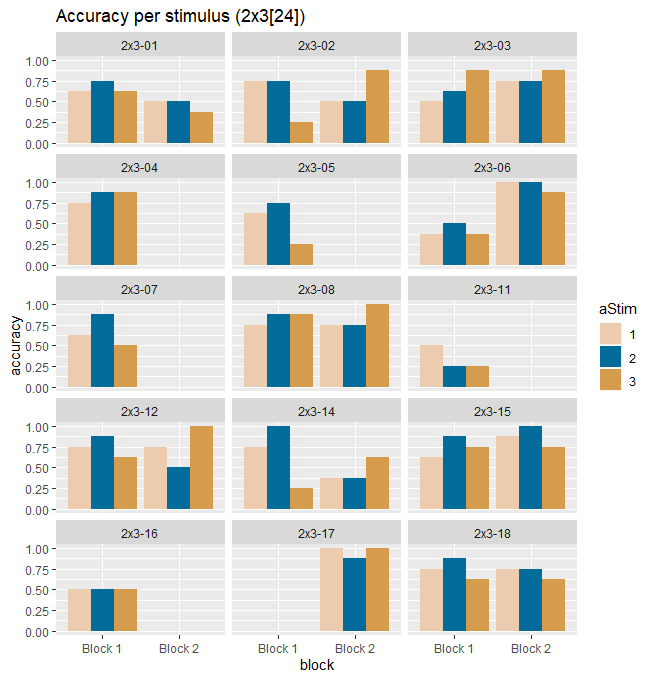 Accuracy per stimulus (2x3[24])
2x3-01 2x3-02 2x3-03
1.00
0.75
0.50
0.25
0.00
2x3-04 2x3-05 2x3-06
1.00
0.75
0.50
0.25
0.00
2x3-07 2x3-08 2x3-11
1.00
0.75
0.50
0.25
0.00
2x3-12 2x3-14 2x3-15
1.00
0.75
0.50
0.25
0.00
2x3-16 2x3-17 2x3-18
1.00
0.75
0.50
0.25
0.00
Block 1 Block 2 Block 1 Block 2 Block 1 Block 2
block
accuracy
aStim
1
2
3